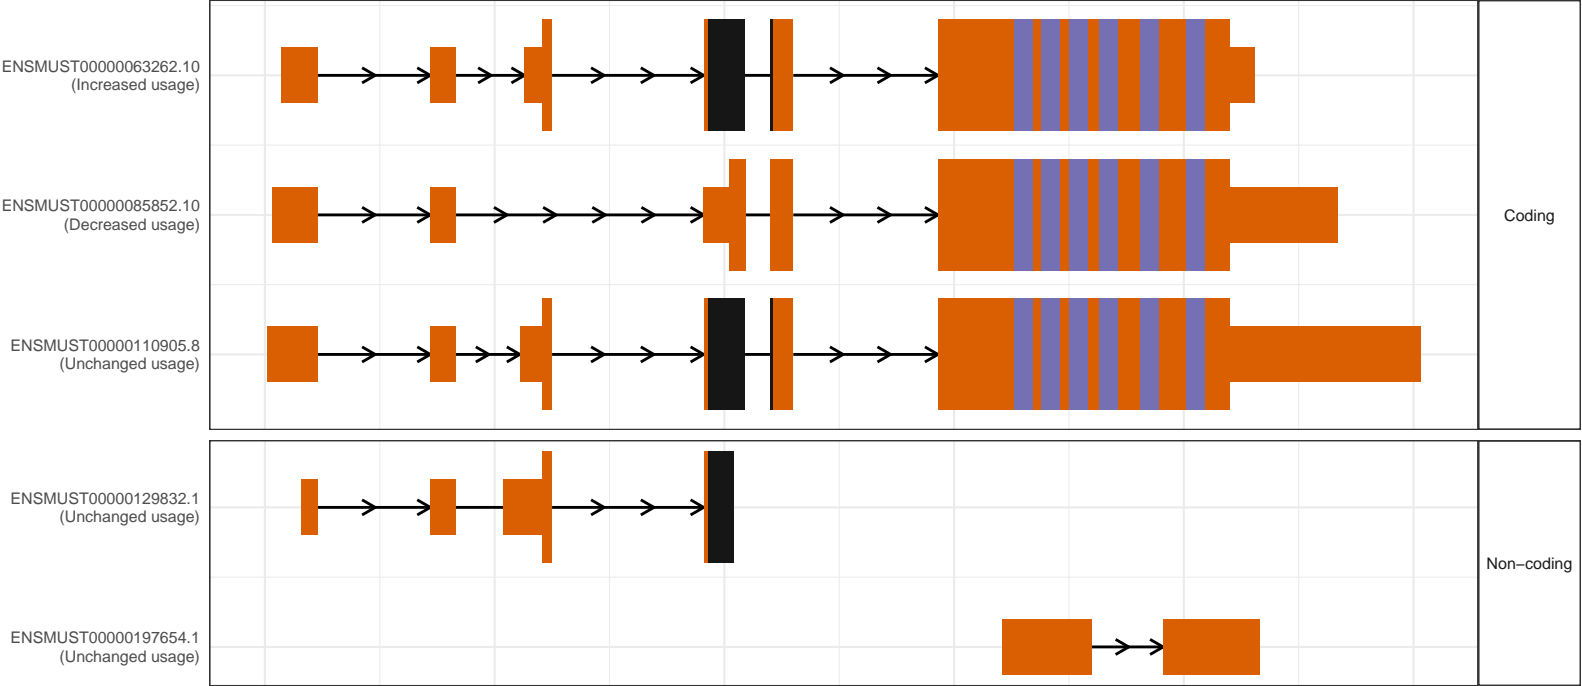 ENSMUST00000063262.10
(Increased usage)
ENSMUST00000085852.10
(Decreased usage)
ENSMUST00000110905.8
(Unchanged usage)
Coding
ENSMUST00000129832.1
(Unchanged usage)
ENSMUST00000197654.1
(Unchanged usage)
Non−coding